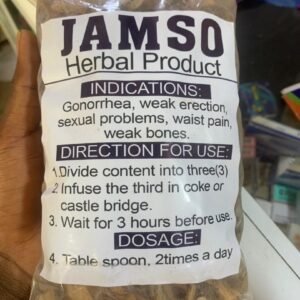 JAMSO
Herbal Product
INDICATIONS:
Gonorrhea, weak erection,
sexual problems, waist pain,
weak bones.
DIRECTION FOR USE:
1.Divide content into three(3)
2 Infuse the third in coke or
castle bridge.
3. Wait for 3 hours before use.
DOSAGE:
4. Table spoon, 2times a day